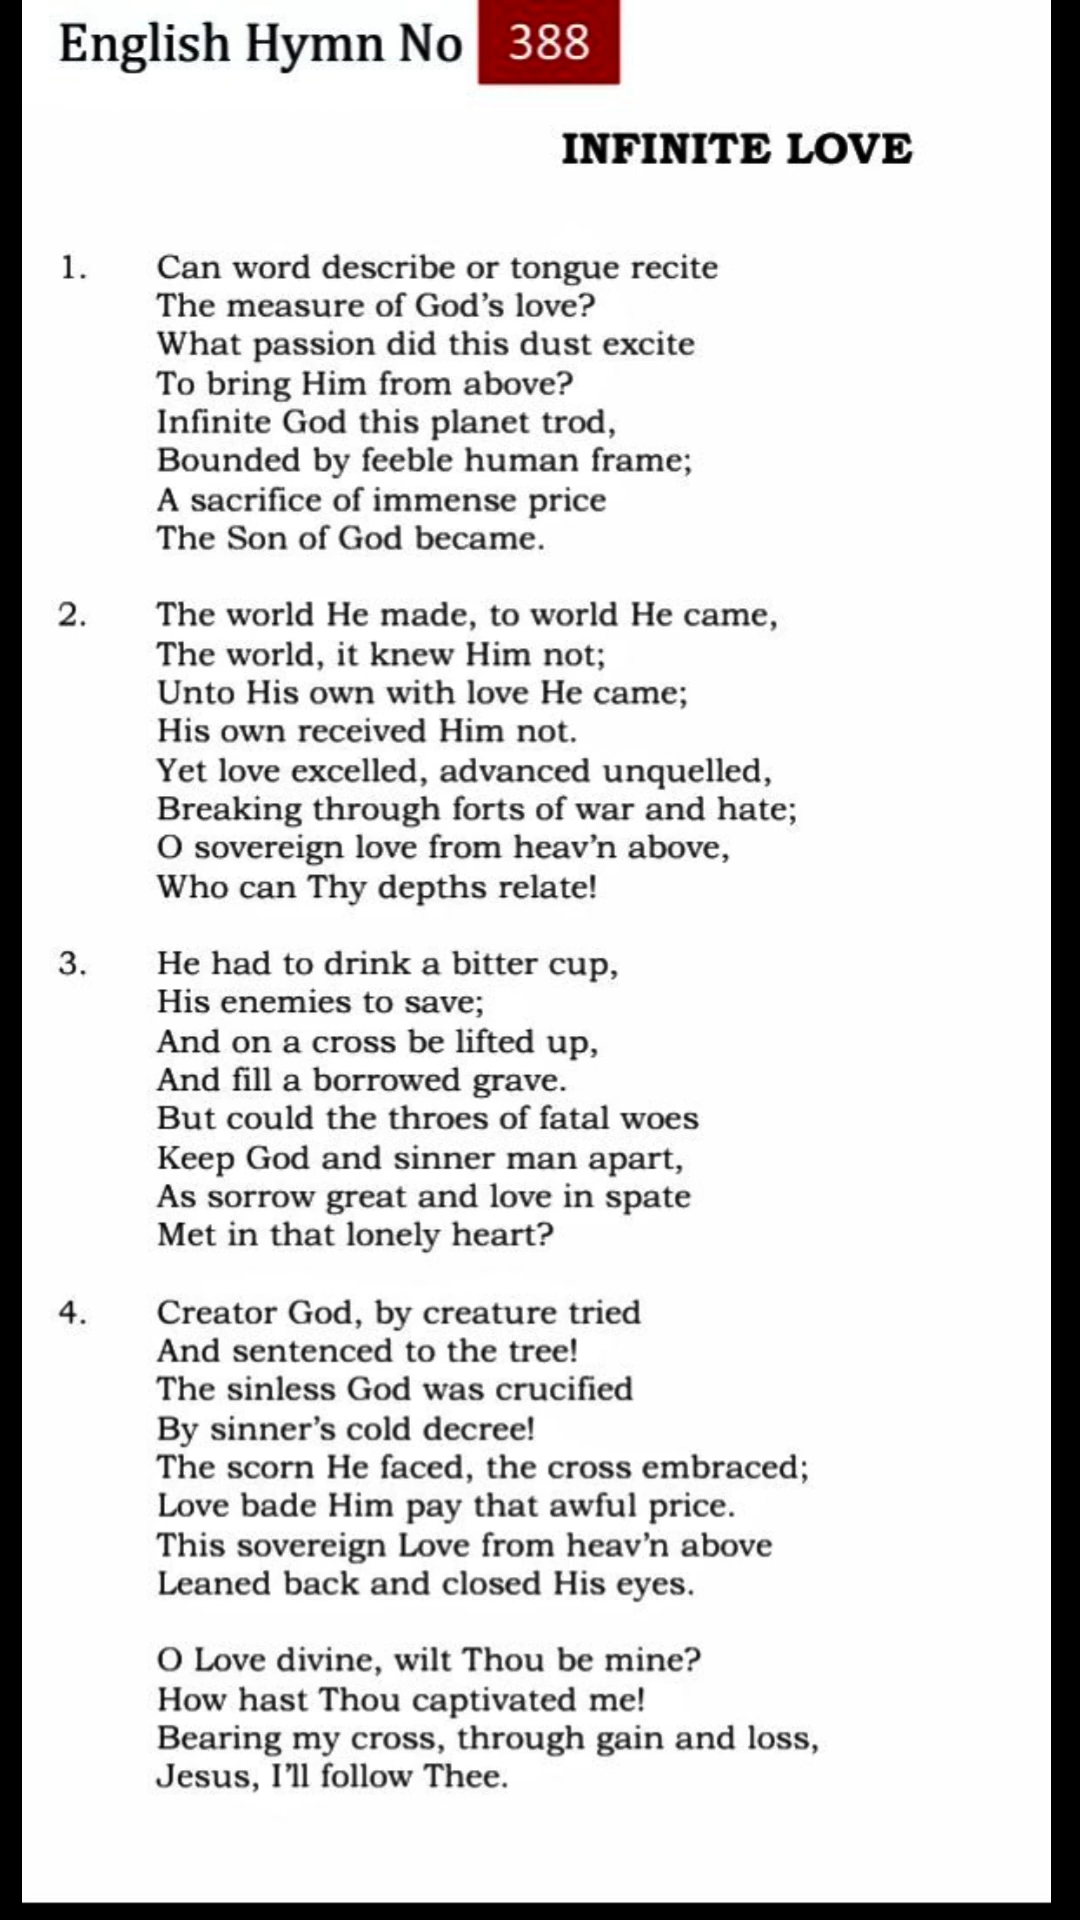 English Hymn No 388
INFINITE LOVE
1. Can word describe or tongue recite
The measure of God's love?
What passion did this dust excite
To bring Him from above?
Infinite God this planet trod,
Bounded by feeble human frame;
A sacrifice of immense price
The Son of God became.
2. The world He made, to world He came,
The world, it knew Him not;
Unto His own with love He came;
His own received Him not.
Yet love excelled, advanced unquelled,
Breaking through forts of war and hate;
O sovereign love from heav'n above,
Who can Thy depths relate!
3. He had to drink a bitter cup,
His enemies to save;
And on a cross be lifted up,
And fill a borrowed grave.
But could the throes of fatal woes
Keep God and sinner man apart,
As sorrow great and love in spate
Met in that lonely heart?
4. Creator God, by creature tried
And sentenced to the tree!
The sinless God was crucified
By sinner's cold decree!
The scorn He faced, the cross embraced;
Love bade Him pay that awful price.
This sovereign Love from heav'n above
Leaned back and closed His eyes.
O Love divine, wilt Thou be mine?
How hast Thou captivated me!
Bearing my cross, through gain and loss,
Jesus, I'll follow Thee.